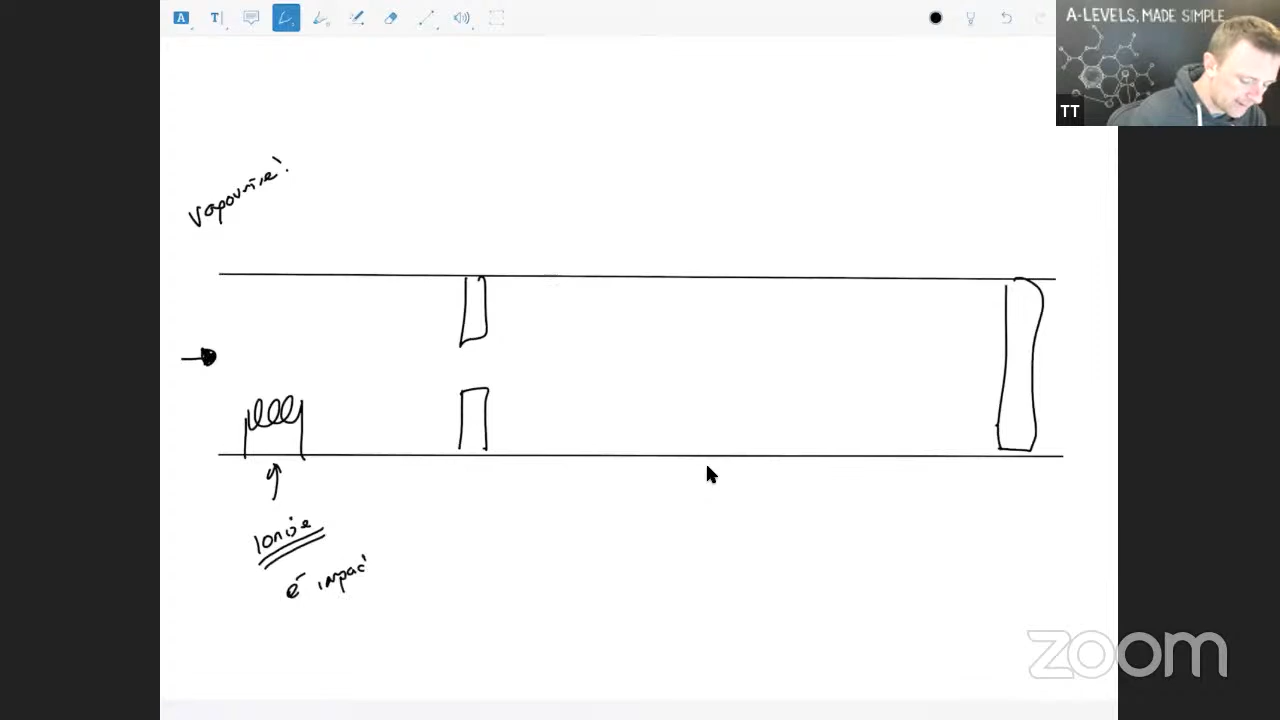 A-LEVELS, MADE SIMPLE
TT
Vapourise!
Ionise
e⁻ impact
zoom